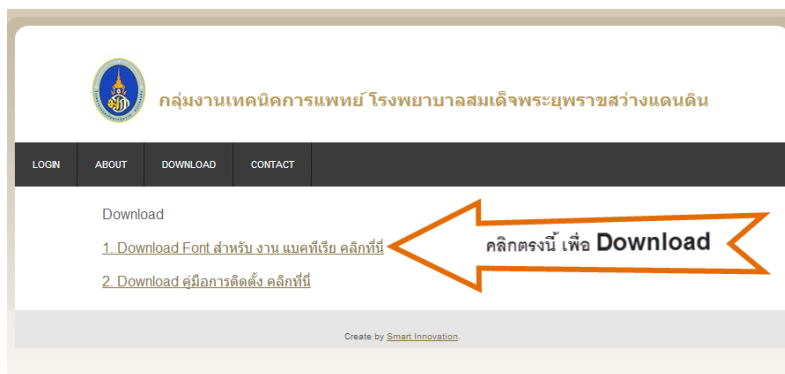 กลุ่มงานเทคนิคการแพทย์ โรงพยาบาลสมเด็จพระยุพราชสว่างแดนดิน
LOGIN ABOUT DOWNLOAD CONTACT
Download
1. Download Font สำหรับ งาน แบคทีเรีย คลิกที่นี่
คลิกตรงนี้ เพื่อ Download
2. Download คู่มือการติดตั้ง คลิกที่นี่
Create by Smart Innovation.